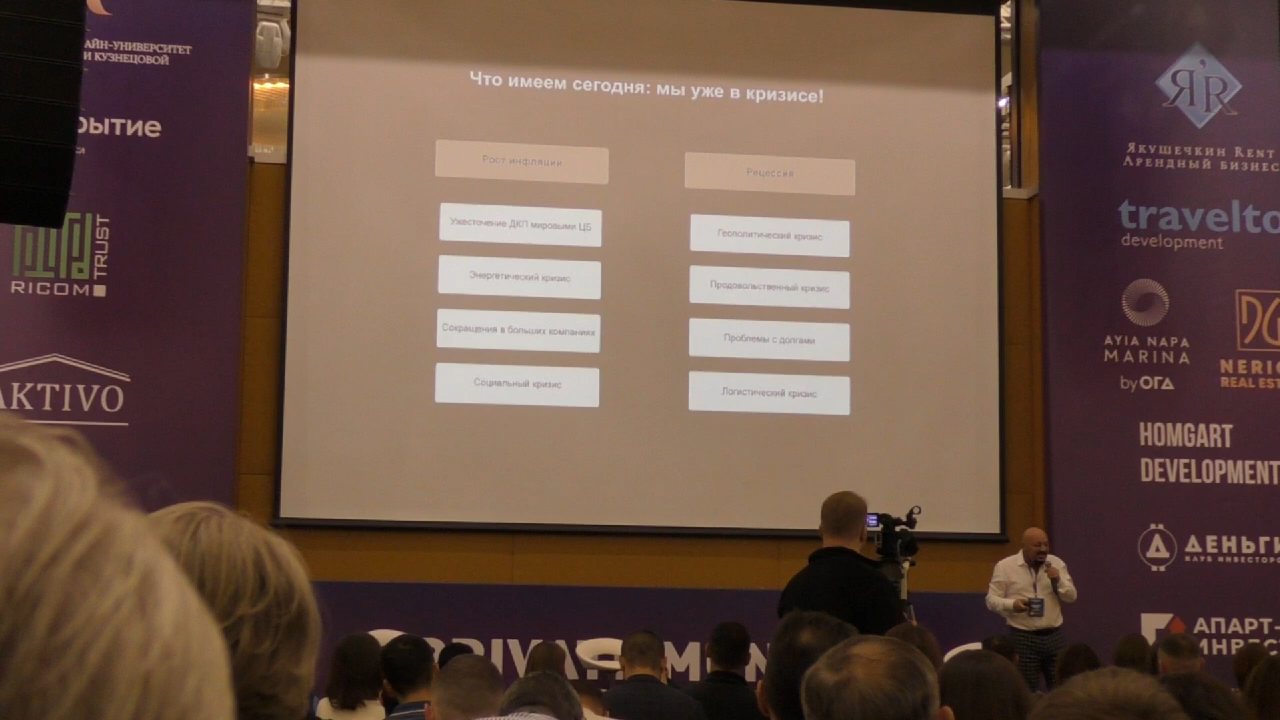 Что имеем сегодня: мы уже в кризисе!
Рост инфляции
Рецессия
Ужесточение ДКП мировыми ЦБ
Геополитический кризис
Энергетический кризис
Продовольственный кризис
Сокращения в больших компаниях
Проблемы с долгами
Социальный кризис
Логистический кризис
АЙН-УНИВЕРСИТЕТ
И КУЗНЕЦОВОЙ
рытие
TRUST
RICOM
AKTIVO
Я'R
Якушечкин Rent
Арендный Бизнес
travelto
development
AYIA NAPA
MARINA
by ОГА
NERIC
REAL EST
HOMGART
DEVELOPMENT
ДЕНЬГИ
КЛУБ ИНВЕСТОРО
АПАРТ-
ИНВЕС
PRIVA